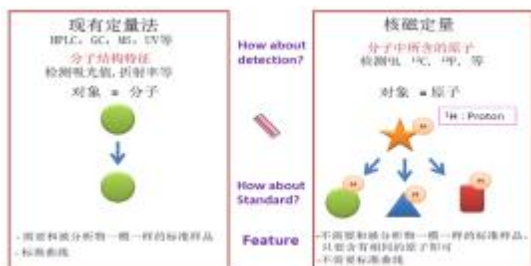 现有定量法
HPLC, GC, MS, UV等
分子结构特征
检测吸光值,折射率等
对象 = 分子
How about detection?
How about Standard?
Feature
- 需要和被分析物一模一样的标准样品
- 标准曲线
核磁定量
分子中所含的原子
检测¹H, ¹³C, ¹⁹F, 等
对象 = 原子
¹H : Proton
H
H
H
H
-不需要和被分析物一模一样的标准样品,
只要含有相同的原子即可
-不需要标准曲线